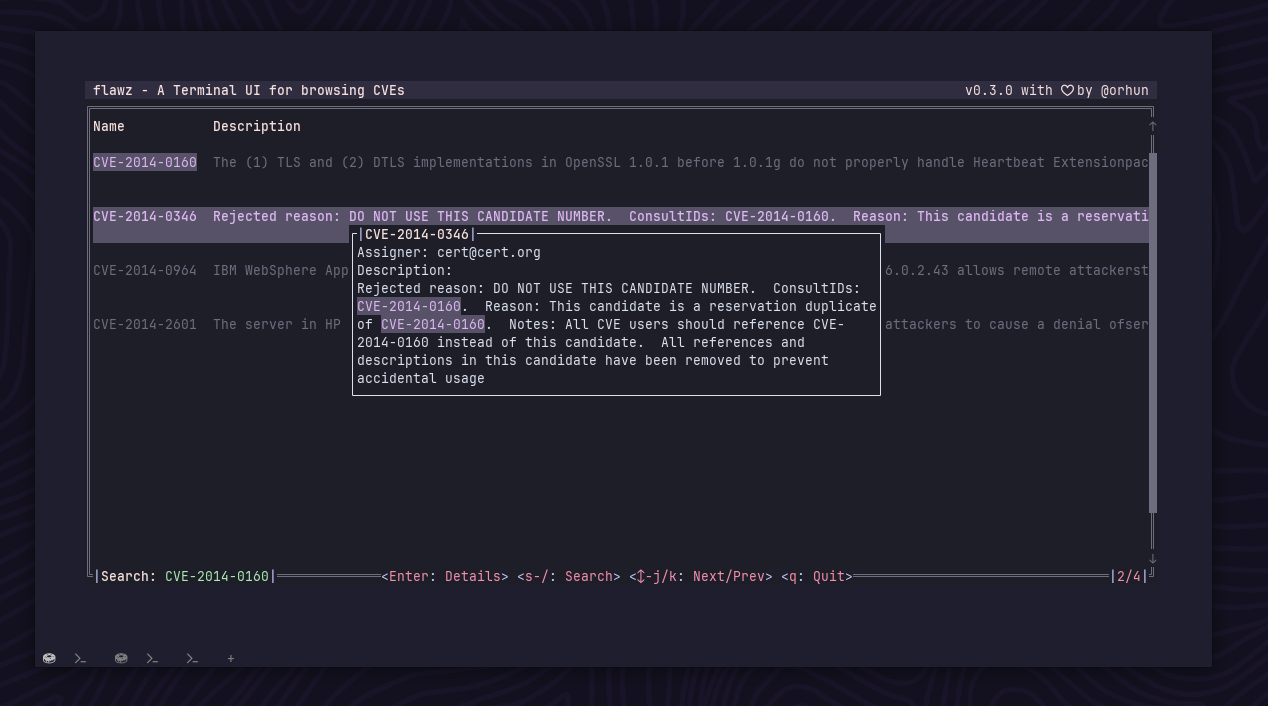 flawz - A Terminal UI for browsing CVEs v0.3.0 with ♡ by @orhun
Name Description
CVE-2014-0160 The (1) TLS and (2) DTLS implementations in OpenSSL 1.0.1 before 1.0.1g do not properly handle Heartbeat Extensionpac
CVE-2014-0346 Rejected reason: DO NOT USE THIS CANDIDATE NUMBER.  ConsultIDs: CVE-2014-0160.  Reason: This candidate is a reservati
|CVE-2014-0346|
Assigner: cert@cert.org
Description:
Rejected reason: DO NOT USE THIS CANDIDATE NUMBER.  ConsultIDs:
CVE-2014-0160.  Reason: This candidate is a reservation duplicate
of CVE-2014-0160.  Notes: All CVE users should reference CVE-
2014-0160 instead of this candidate.  All references and
descriptions in this candidate have been removed to prevent
accidental usage
CVE-2014-0964 IBM WebSphere App 6.0.2.43 allows remote attackerst
CVE-2014-2601 The server in HP attackers to cause a denial ofser
|Search: CVE-2014-0160| <Enter: Details> <s-/: Search> <↕-j/k: Next/Prev> <q: Quit> |2/4|